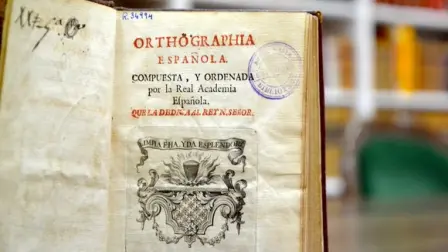 R. 36994
ORTHOGRAPHIA
ESPAÑOLA.
COMPUESTA, Y ORDENADA
por la Real Academia
Española.
QUE LA DEDICA AL REY N. SEÑOR.
LIMPIA, FIIA, Y DA ESPLENDOR